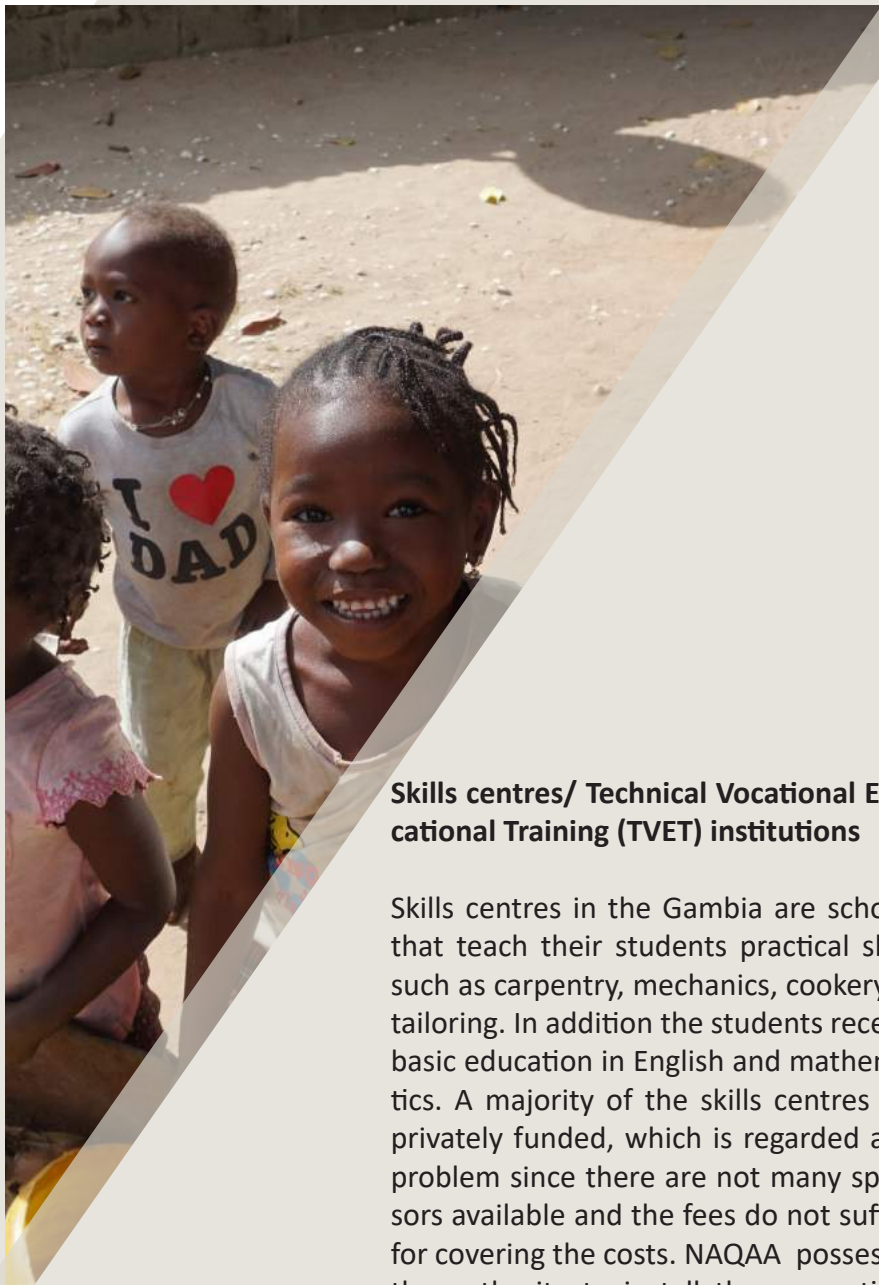 I ❤ DAD
Skills centres/ Technical Vocational E
cational Training (TVET) institutions
Skills centres in the Gambia are scho
that teach their students practical s
such as carpentry, mechanics, cookery
tailoring. In addition the students rece
basic education in English and mathe
tics. A majority of the skills centres
privately funded, which is regarded a
problem since there are not many sp
sors available and the fees do not suf
for covering the costs. NAQAA posses